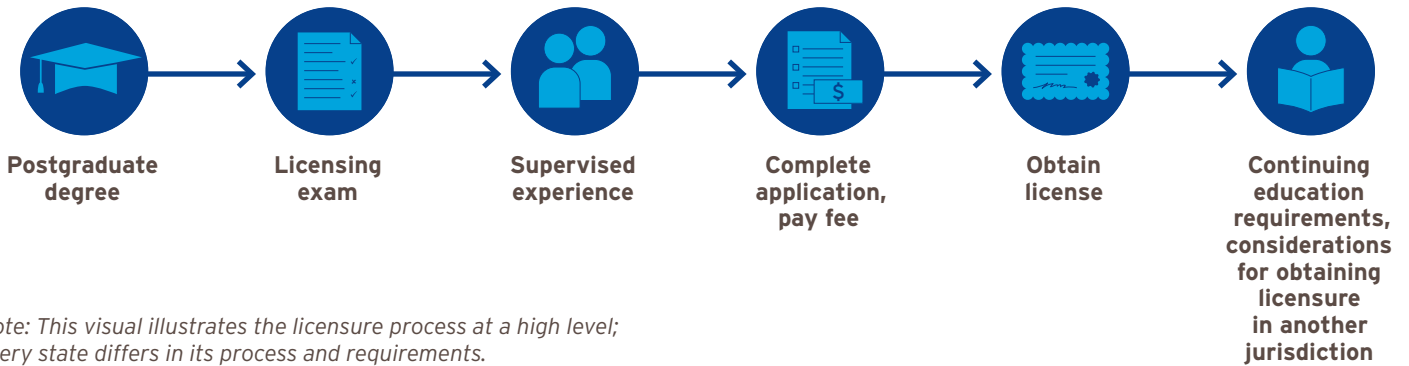 $
Postgraduate
degree
Licensing
exam
Supervised
experience
Complete
application,
pay fee
Obtain
license
Continuing
education
requirements,
considerations
for obtaining
licensure
in another
jurisdiction
ote: This visual illustrates the licensure process at a high level;
ery state differs in its process and requirements.